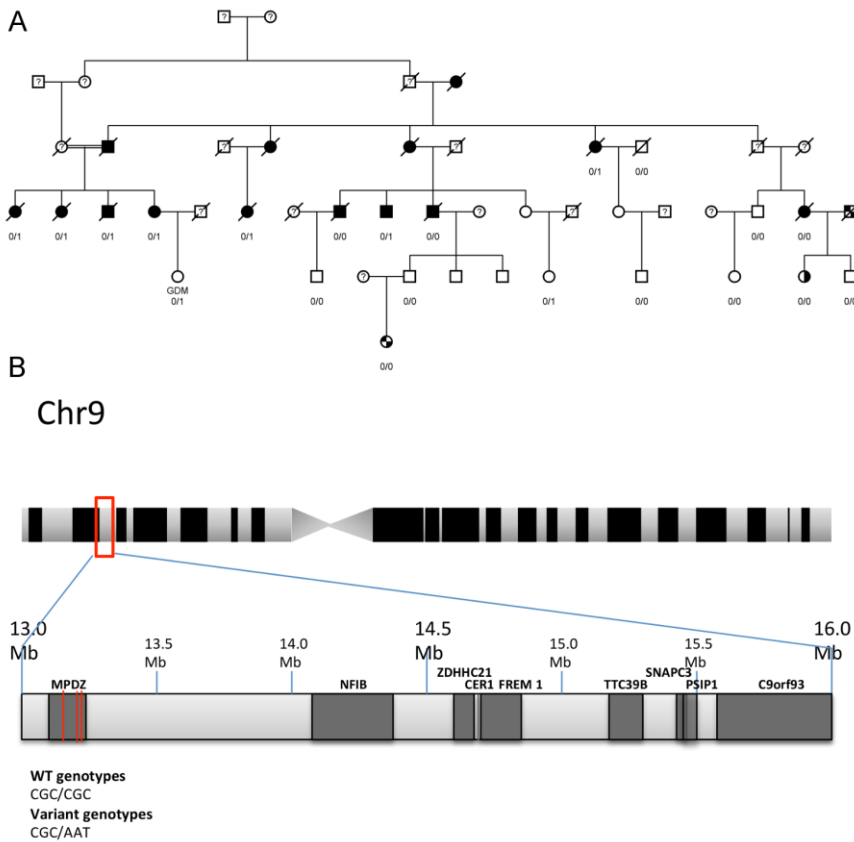 A
? ?
? ? ?
? ? ? ? ?
0/1 0/0
? ? ? ? ?
0/1 0/1 0/1 0/1 0/1 0/0 0/1 0/0 0/0 0/0
?
GDM
0/1 0/0 0/0 0/1 0/0 0/0 0/0 0/0
0/0
B
Chr9
13.0 Mb 13.5 Mb 14.0 Mb 14.5 Mb 15.0 Mb 15.5 Mb 16.0 Mb
MPDZ NFIB ZDHHC21 CER1 FREM 1 TTC39B SNAPC3 PSIP1 C9orf93
WT genotypes
CGC/CGC
Variant genotypes
CGC/AAT